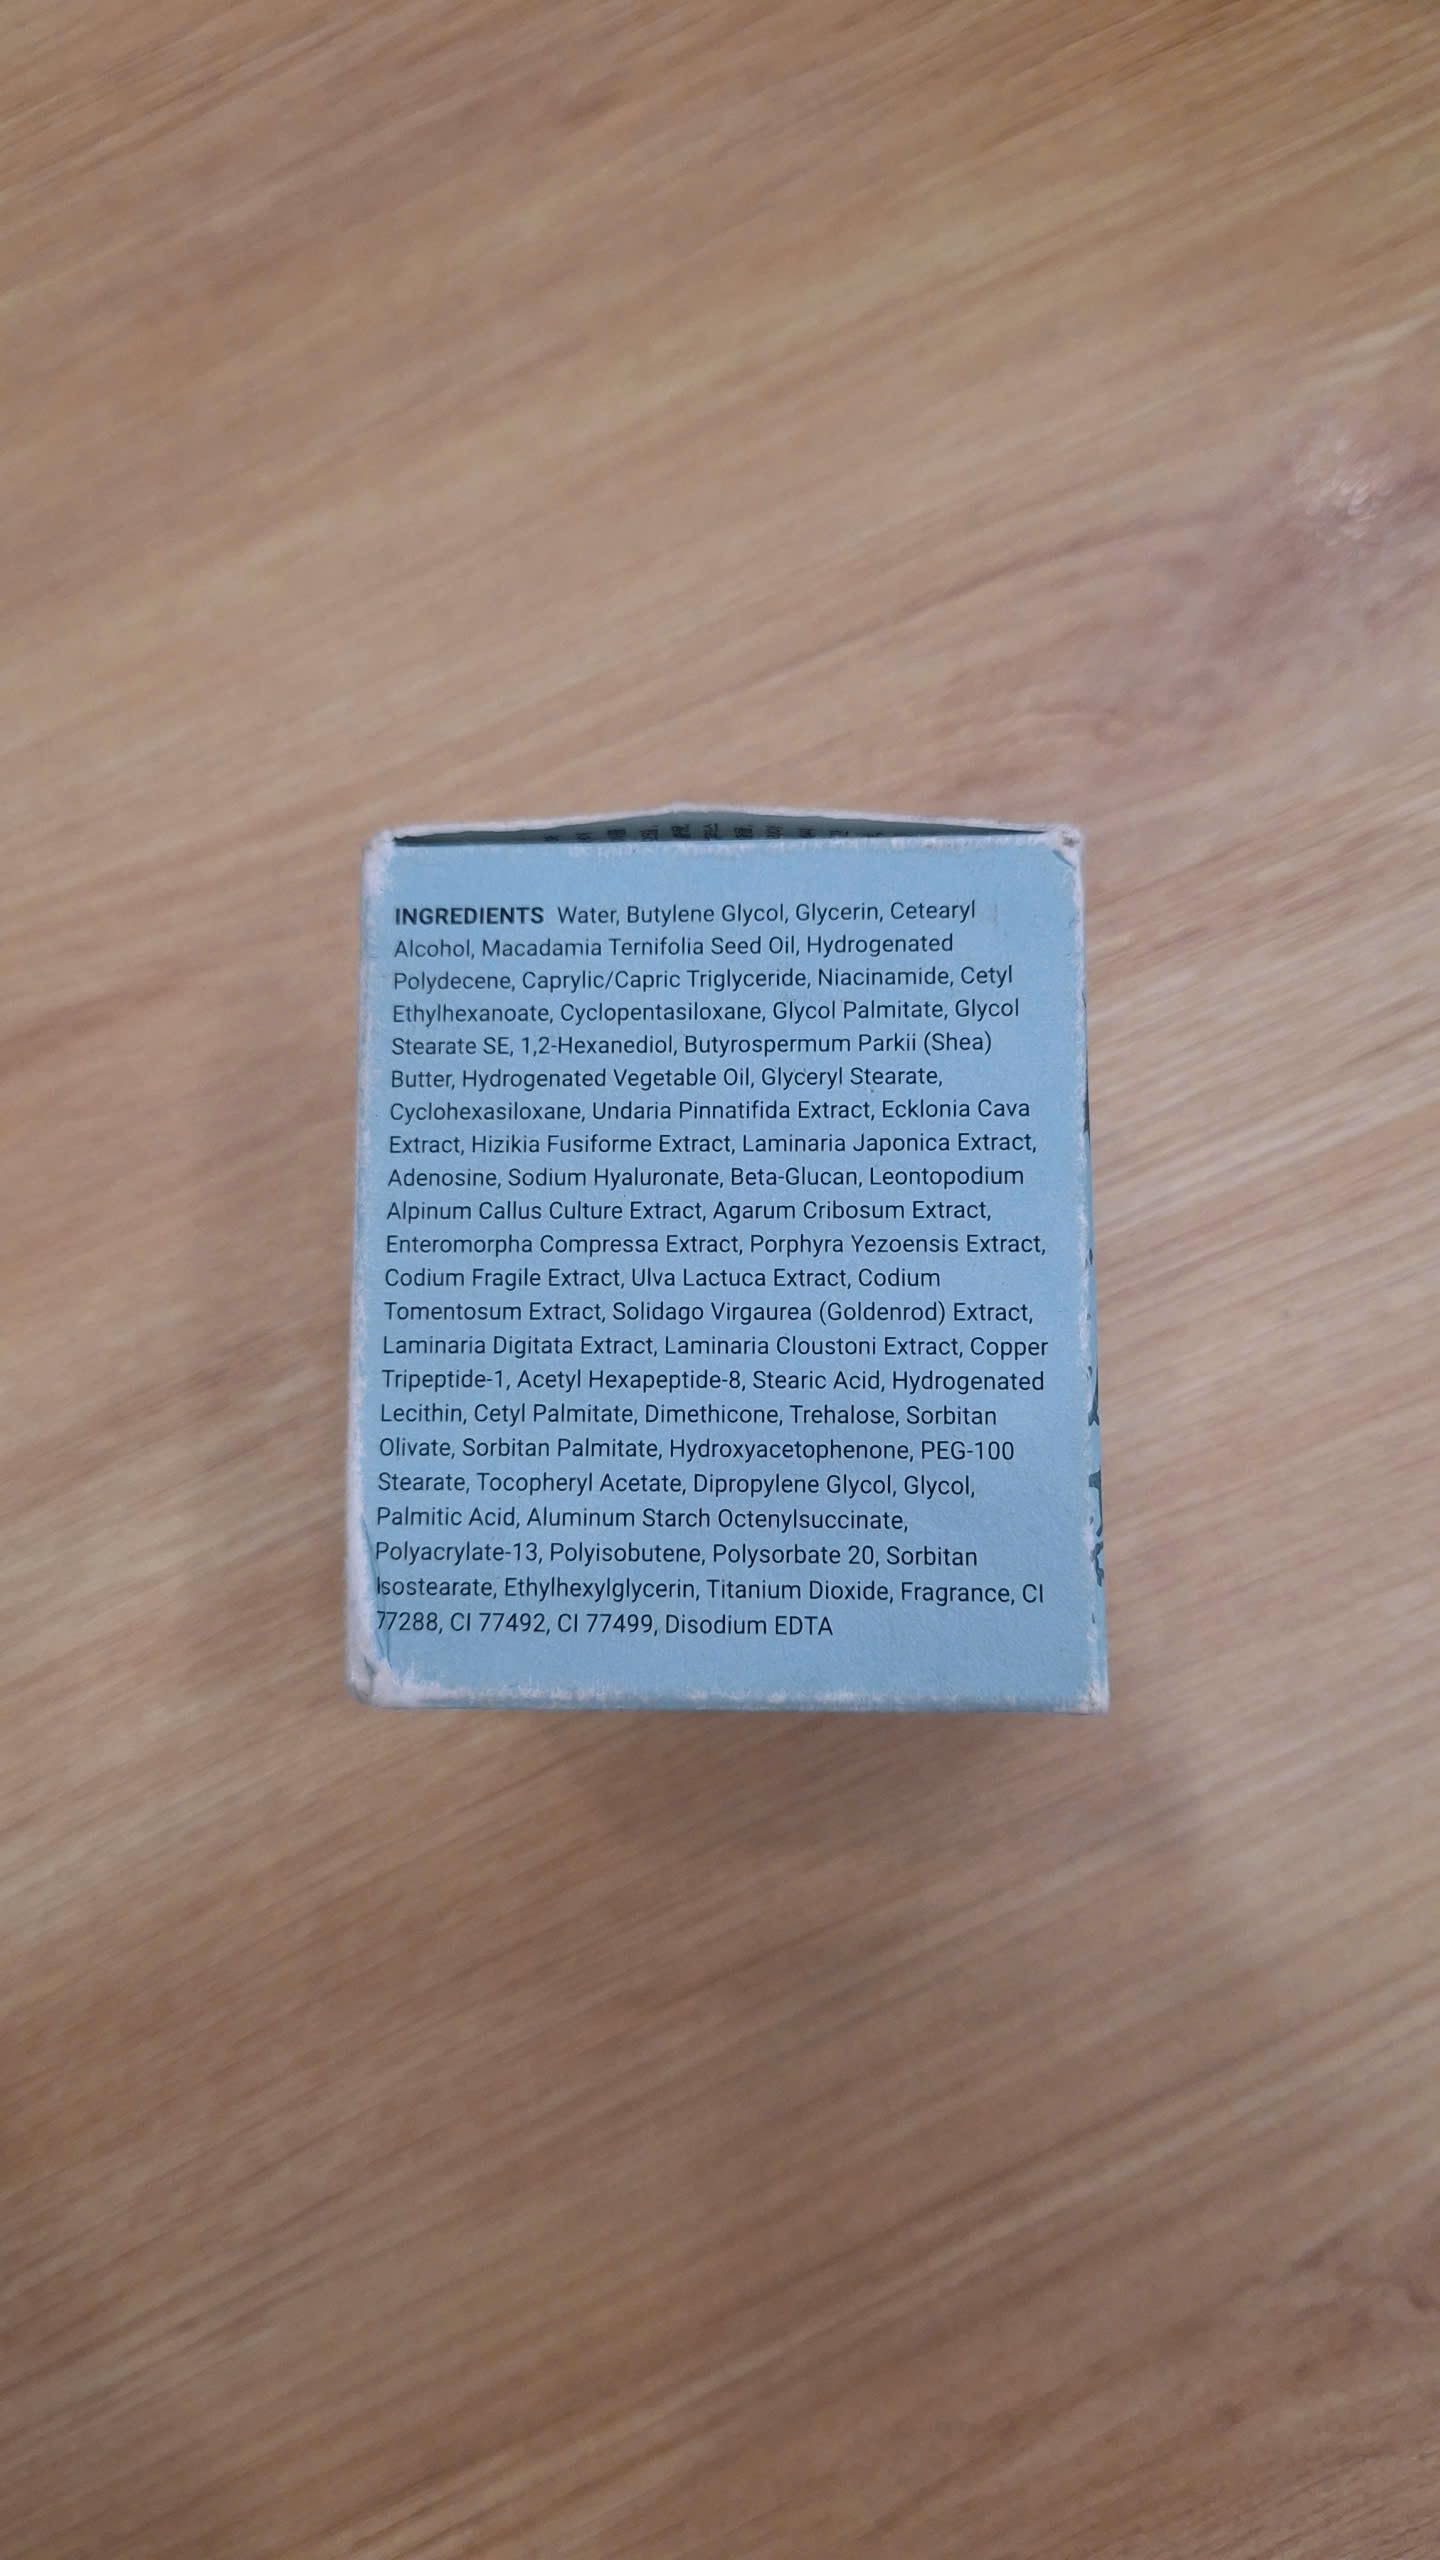 INGREDIENTS Water, Butylene Glycol, Glycerin, Cetearyl
Alcohol, Macadamia Ternifolia Seed Oil, Hydrogenated
Polydecene, Caprylic/Capric Triglyceride, Niacinamide, Cetyl
Ethylhexanoate, Cyclopentasiloxane, Glycol Palmitate, Glycol
Stearate SE, 1,2-Hexanediol, Butyrospermum Parkii (Shea)
Butter, Hydrogenated Vegetable Oil, Glyceryl Stearate,
Cyclohexasiloxane, Undaria Pinnatifida Extract, Ecklonia Cava
Extract, Hizikia Fusiforme Extract, Laminaria Japonica Extract,
Adenosine, Sodium Hyaluronate, Beta-Glucan, Leontopodium
Alpinum Callus Culture Extract, Agarum Cribosum Extract,
Enteromorpha Compressa Extract, Porphyra Yezoensis Extract,
Codium Fragile Extract, Ulva Lactuca Extract, Codium
Tomentosum Extract, Solidago Virgaurea (Goldenrod) Extract,
Laminaria Digitata Extract, Laminaria Cloustoni Extract, Copper
Tripeptide-1, Acetyl Hexapeptide-8, Stearic Acid, Hydrogenated
Lecithin, Cetyl Palmitate, Dimethicone, Trehalose, Sorbitan
Olivate, Sorbitan Palmitate, Hydroxyacetophenone, PEG-100
Stearate, Tocopheryl Acetate, Dipropylene Glycol, Glycol,
Palmitic Acid, Aluminum Starch Octenylsuccinate,
Polyacrylate-13, Polyisobutene, Polysorbate 20, Sorbitan
Isostearate, Ethylhexylglycerin, Titanium Dioxide, Fragrance, CI
77288, CI 77492, CI 77499, Disodium EDTA